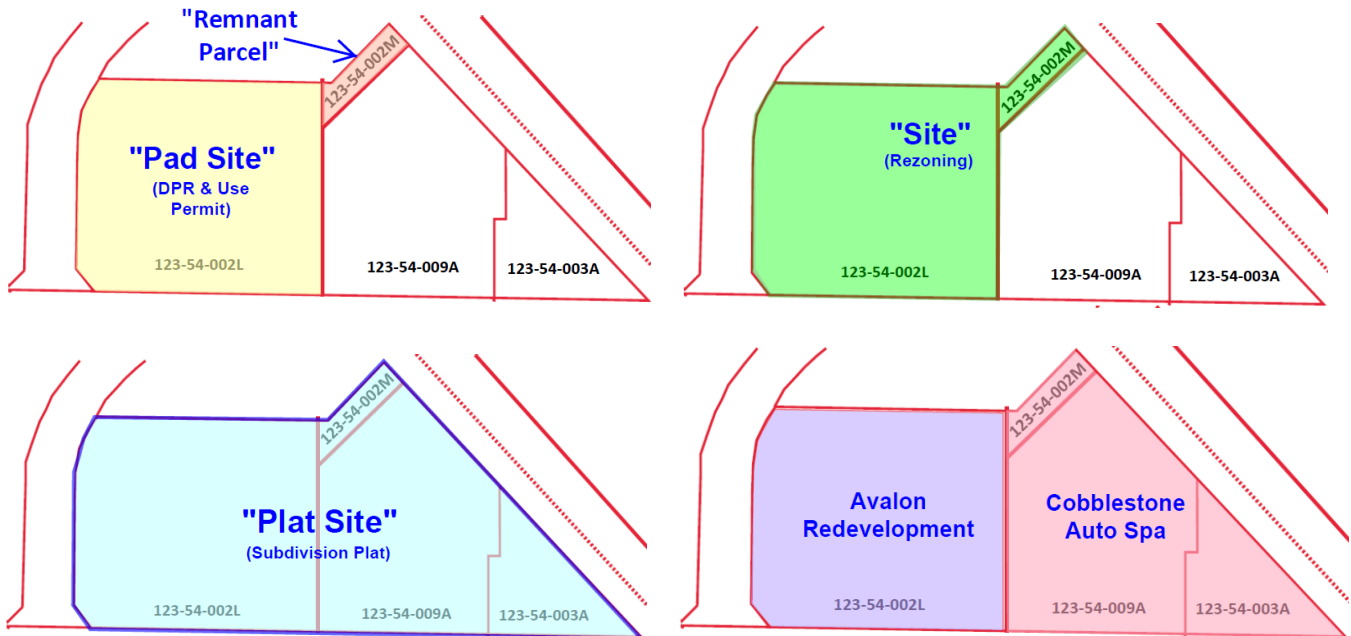 "Remnant
Parcel"
123-54-002M
"Pad Site"
(DPR & Use
Permit)
123-54-002L
123-54-009A
123-54-003A
123-54-002M
"Site"
(Rezoning)
123-54-002L
123-54-009A
123-54-003A
123-54-002M
"Plat Site"
(Subdivision Plat)
123-54-002L
123-54-009A
123-54-003A
123-54-002M
Avalon
Redevelopment
Cobblestone
Auto Spa
123-54-002L
123-54-009A
123-54-003A